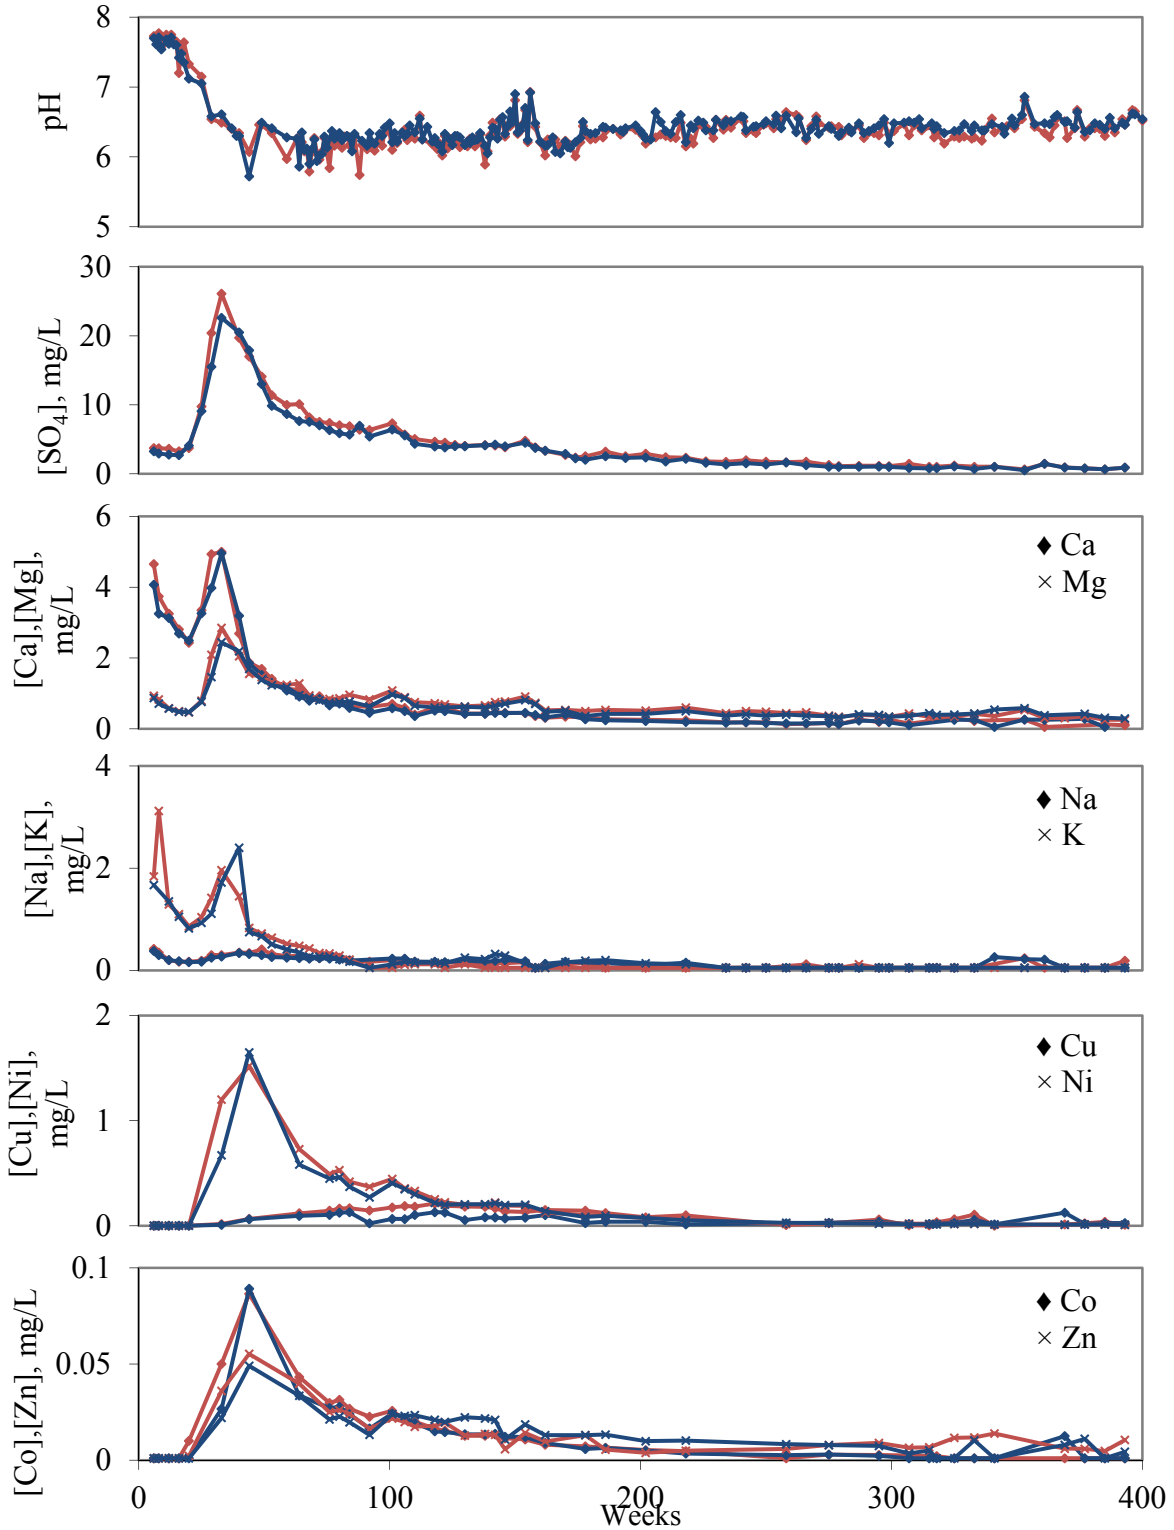 8
7
6
5
pH
30
20
10
0
[SO4], mg/L
6
4
2
0
[Ca],[Mg],
mg/L
♦ Ca
× Mg
4
2
0
[Na],[K],
mg/L
♦ Na
× K
2
1
0
[Cu],[Ni],
mg/L
♦ Cu
× Ni
0.1
0.05
0
[Co],[Zn], mg/L
♦ Co
× Zn
0 100 200 300 400
Weeks